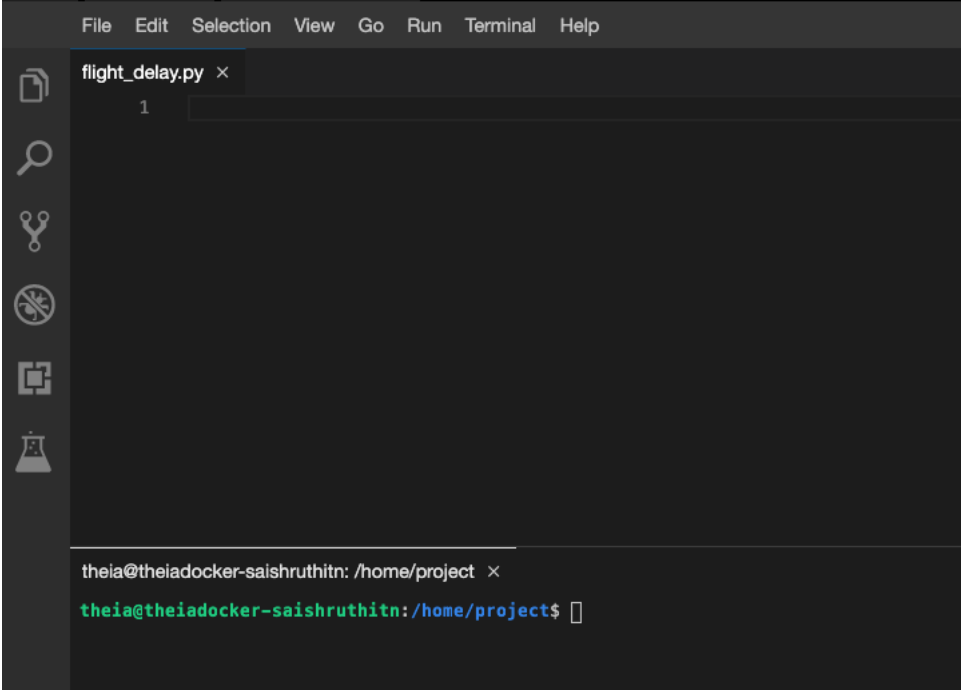 File Edit Selection View Go Run Terminal Help
flight_delay.py ×
1
theia@theiadocker-saishruthitn: /home/project ×
theia@theiadocker-saishruthitn:/home/project$